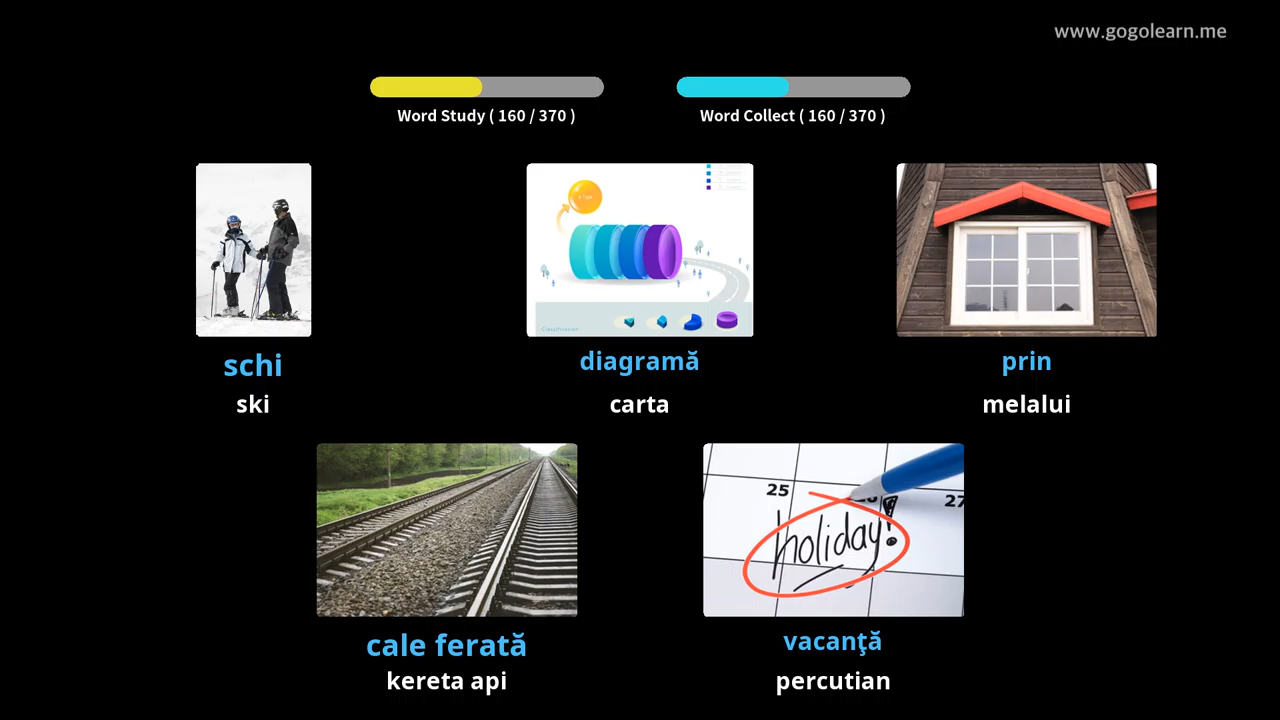 www.gogolearn.me
Word Study ( 160 / 370 )
Word Collect ( 160 / 370 )
schi
ski
diagramă
carta
prin
melalui
Classification
25
27
holiday!
cale ferată
kereta api
vacanţă
percutian